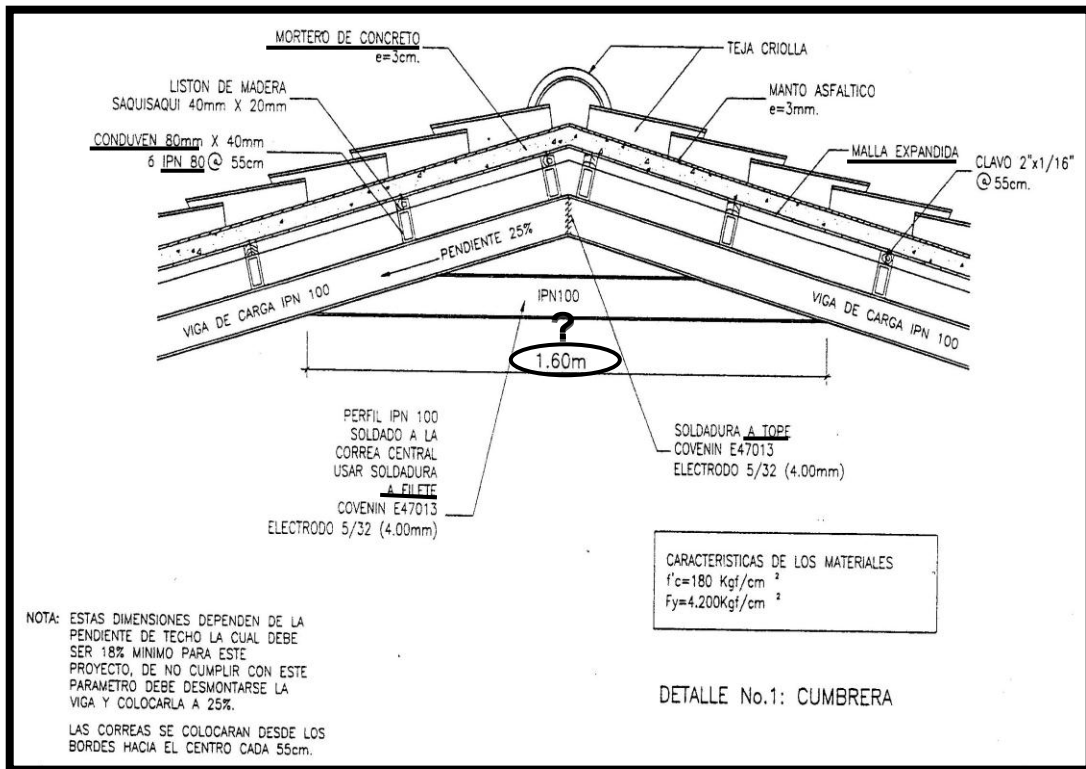 MORTERO DE CONCRETO
e=3cm.
TEJA CRIOLLA
LISTON DE MADERA
SAQUISAQUI 40mm X 20mm
MANTO ASFALTICO
e=3mm.
CONDUVEN 80mm X 40mm
ó IPN 80 @ 55cm
MALLA EXPANDIDA
CLAVO 2"x1/16"
@ 55cm.
PENDIENTE 25%
VIGA DE CARGA IPN 100
IPN100
VIGA DE CARGA IPN 100
?
1.60m
PERFIL IPN 100
SOLDADO A LA
CORREA CENTRAL
USAR SOLDADURA
A FILETE
COVENIN E47013
ELECTRODO 5/32 (4.00mm)
SOLDADURA A TOPE
COVENIN E47013
ELECTRODO 5/32 (4.00mm)
CARACTERISTICAS DE LOS MATERIALES
f'c=180 Kgf/cm ²
Fy=4.200Kgf/cm ²
NOTA: ESTAS DIMENSIONES DEPENDEN DE LA
PENDIENTE DE TECHO LA CUAL DEBE
SER 18% MINIMO PARA ESTE
PROYECTO, DE NO CUMPLIR CON ESTE
PARAMETRO DEBE DESMONTARSE LA
VIGA Y COLOCARLA A 25%.
LAS CORREAS SE COLOCARAN DESDE LOS
BORDES HACIA EL CENTRO CADA 55cm.
DETALLE No.1: CUMBRERA